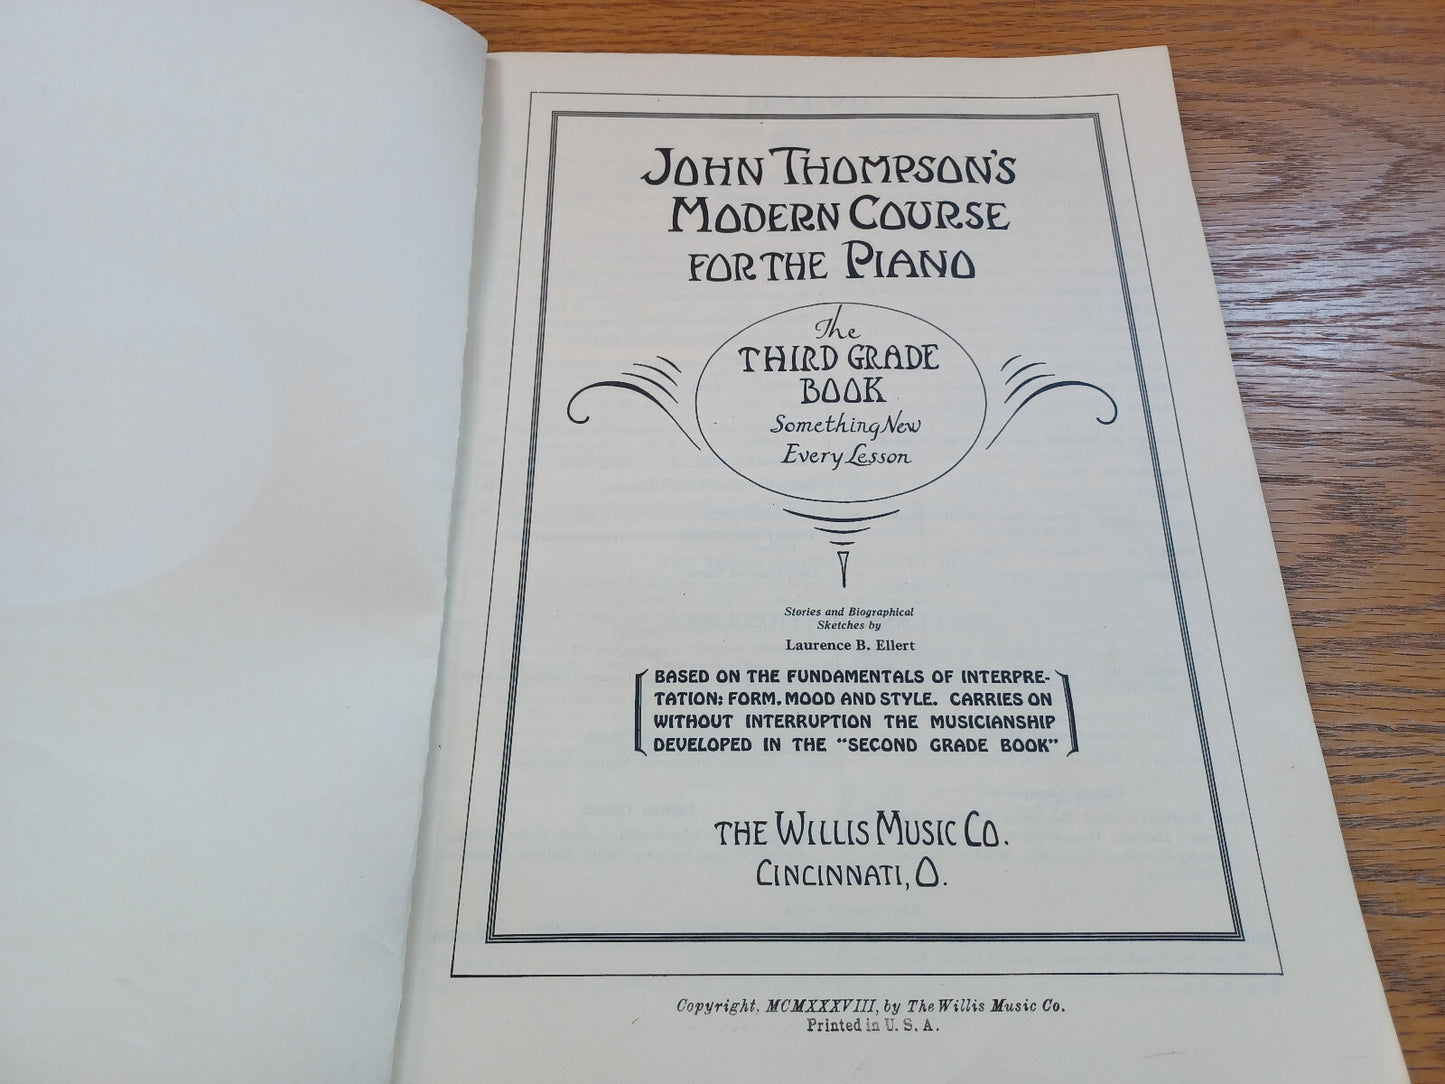 JOHN THOMPSON'S
MODERN COURSE
FOR THE PIANO
The
THIRD GRADE
BOOK
Something New
Every Lesson
Stories and Biographical
Sketches by
Laurence B. Ellert
BASED ON THE FUNDAMENTALS OF INTERPRE-
TATION; FORM, MOOD AND STYLE. CARRIES ON
WITHOUT INTERRUPTION THE MUSICIANSHIP
DEVELOPED IN THE "SECOND GRADE BOOK"
THE WILLIS MUSIC CO.
CINCINNATI, O.
Copyright, MCMXXXVIII, by The Willis Music Co.
Printed in U. S. A.